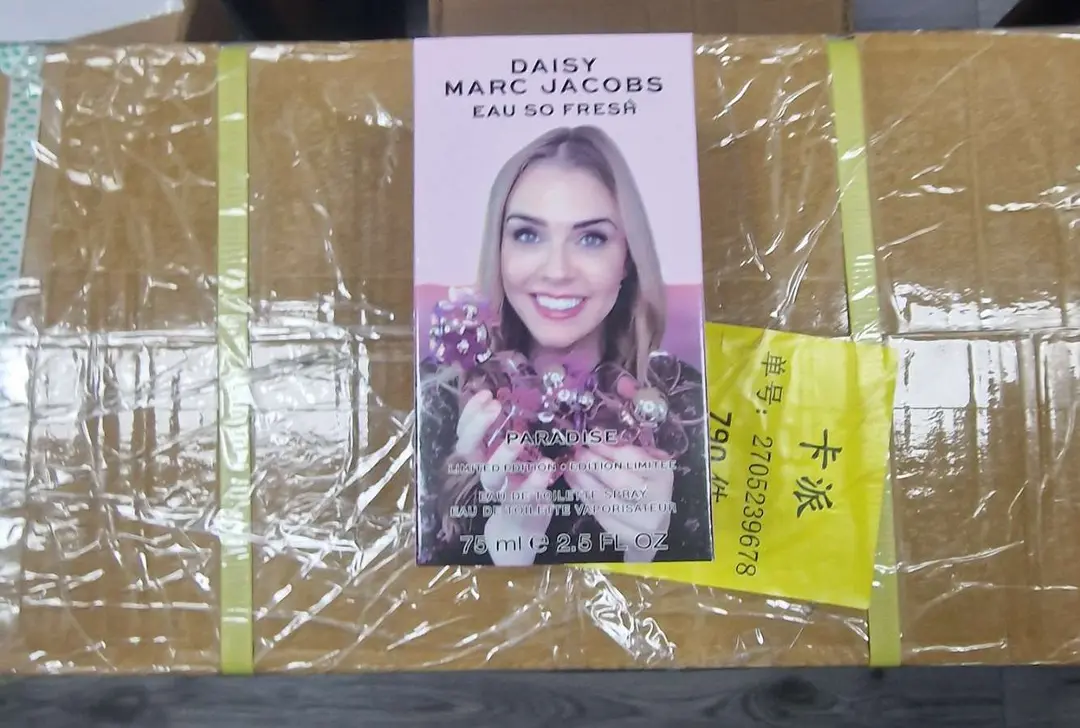 DAISY
MARC JACOBS
EAU SO FRESH
PARADISE
LIMITED EDITION • EDITION LIMITÉE
EAU DE TOILETTE SPRAY
EAU DE TOILETTE VAPORISATEUR
75 ml e 2.5 FL OZ
卡派
单号: 2705239678
790 件